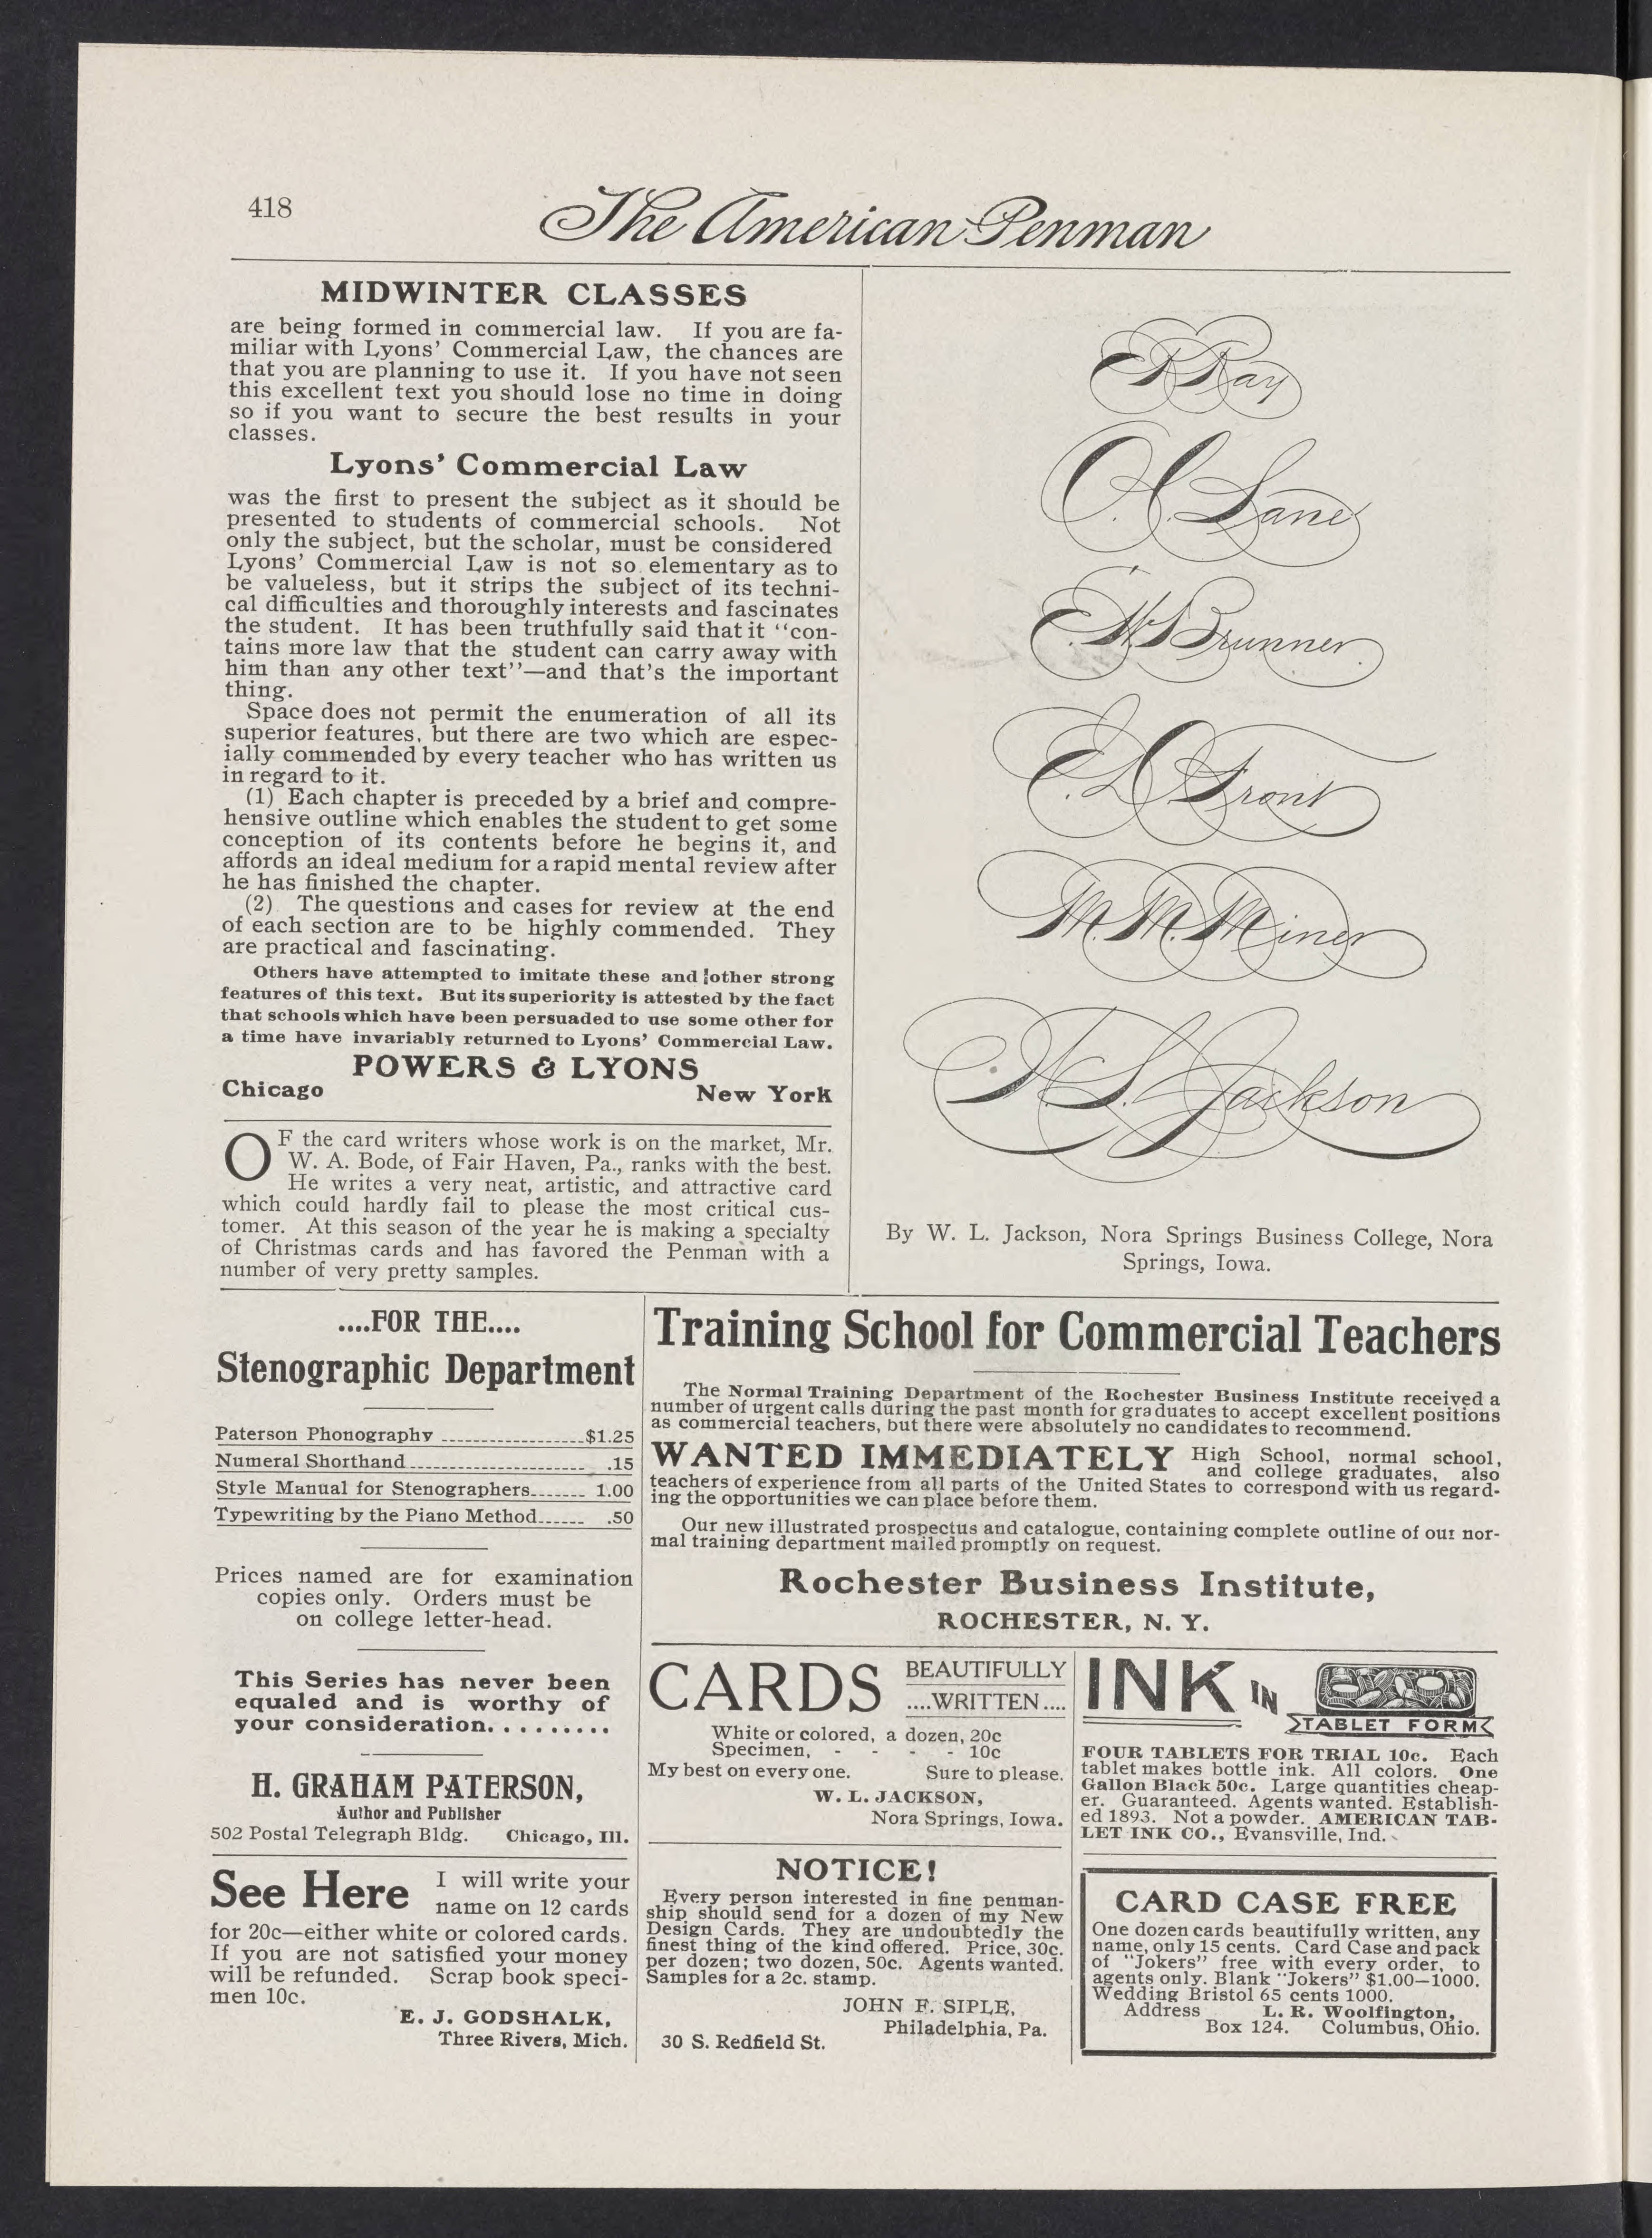 418
The American Penman
MIDWINTER CLASSES
are being formed in commercial law. If you are fa-
miliar with Lyons' Commercial Law, the chances are
that you are planning to use it. If you have not seen
this excellent text you should lose no time in doing
so if you want to secure the best results in your
classes.
Lyons' Commercial Law
was the first to present the subject as it should be
presented to students of commercial schools. Not
only the subject, but the scholar, must be considered
Lyons' Commercial Law is not so elementary as to
be valueless, but it strips the subject of its techni-
cal difficulties and thoroughly interests and fascinates
the student. It has been truthfully said that it "con-
tains more law that the student can carry away with
him than any other text"—and that's the important
thing.
Space does not permit the enumeration of all its
superior features, but there are two which are espec-
ially commended by every teacher who has written us
in regard to it.
(1) Each chapter is preceded by a brief and compre-
hensive outline which enables the student to get some
conception of its contents before he begins it, and
affords an ideal medium for a rapid mental review after
he has finished the chapter.
(2) The questions and cases for review at the end
of each section are to be highly commended. They
are practical and fascinating.
Others have attempted to imitate these and other strong
features of this text. But its superiority is attested by the fact
that schools which have been persuaded to use some other for
a time have invariably returned to Lyons' Commercial Law.
POWERS & LYONS
Chicago New York
OF the card writers whose work is on the market, Mr.
W. A. Bode, of Fair Haven, Pa., ranks with the best.
He writes a very neat, artistic, and attractive card
which could hardly fail to please the most critical cus-
tomer. At this season of the year he is making a specialty
of Christmas cards and has favored the Penman with a
number of very pretty samples.
Ray
Lane
Brunner
Front
M. M. Miner
Jackson
By W. L. Jackson, Nora Springs Business College, Nora
Springs, Iowa.
....FOR THE....
Stenographic Department
Paterson Phonography $1.25
Numeral Shorthand .15
Style Manual for Stenographers 1.00
Typewriting by the Piano Method .50
Prices named are for examination
copies only. Orders must be
on college letter-head.
This Series has never been
equaled and is worthy of
your consideration.........
H. GRAHAM PATERSON,
Author and Publisher
502 Postal Telegraph Bldg. Chicago, Ill.
See Here I will write your
name on 12 cards
for 20c—either white or colored cards.
If you are not satisfied your money
will be refunded. Scrap book speci-
men 10c.
E. J. GODSHALK,
Three Rivers, Mich.
Training School for Commercial Teachers
The Normal Training Department of the Rochester Business Institute received a
number of urgent calls during the past month for graduates to accept excellent positions
as commercial teachers, but there were absolutely no candidates to recommend.
WANTED IMMEDIATELY High School, normal school,
and college graduates, also
teachers of experience from all parts of the United States to correspond with us regard-
ing the opportunities we can place before them.
Our new illustrated prospectus and catalogue, containing complete outline of our nor-
mal training department mailed promptly on request.
Rochester Business Institute,
ROCHESTER, N. Y.
CARDS BEAUTIFULLY
....WRITTEN....
White or colored, a dozen, 20c
Specimen, - - - - 10c
My best on every one. Sure to please.
W. L. JACKSON,
Nora Springs, Iowa.
NOTICE!
Every person interested in fine penman-
ship should send for a dozen of my New
Design Cards. They are undoubtedly the
finest thing of the kind offered. Price, 30c.
per dozen; two dozen, 50c. Agents wanted.
Samples for a 2c. stamp.
JOHN F. SIPLE,
Philadelphia, Pa.
30 S. Redfield St.
INK IN
TABLET FORM
FOUR TABLETS FOR TRIAL 10c. Each
tablet makes bottle ink. All colors. One
Gallon Black 50c. Large quantities cheap-
er. Guaranteed. Agents wanted. Establish-
ed 1893. Not a powder. AMERICAN TAB-
LET INK CO., Evansville, Ind.
CARD CASE FREE
One dozen cards beautifully written, any
name, only 15 cents. Card Case and pack
of "Jokers" free with every order, to
agents only. Blank "Jokers" $1.00—1000.
Wedding Bristol 65 cents 1000.
Address L. R. Woolfington,
Box 124. Columbus, Ohio.